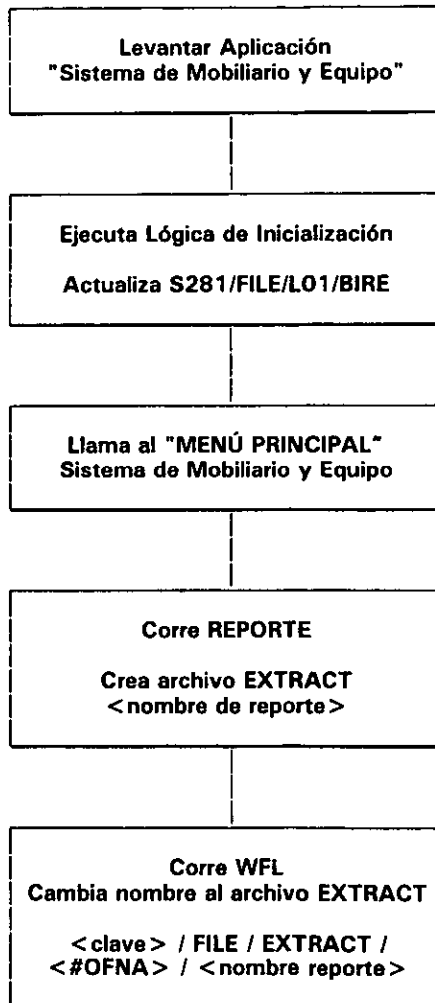 Levantar Aplicación
"Sistema de Mobiliario y Equipo"
Ejecuta Lógica de Inicialización
Actualiza S281/FILE/LO1/BIRE
Llama al "MENÚ PRINCIPAL"
Sistema de Mobiliario y Equipo
Corre REPORTE
Crea archivo EXTRACT
<nombre de reporte>
Corre WFL
Cambia nombre al archivo EXTRACT
<clave> / FILE / EXTRACT /
<#OFNA> / <nombre reporte>